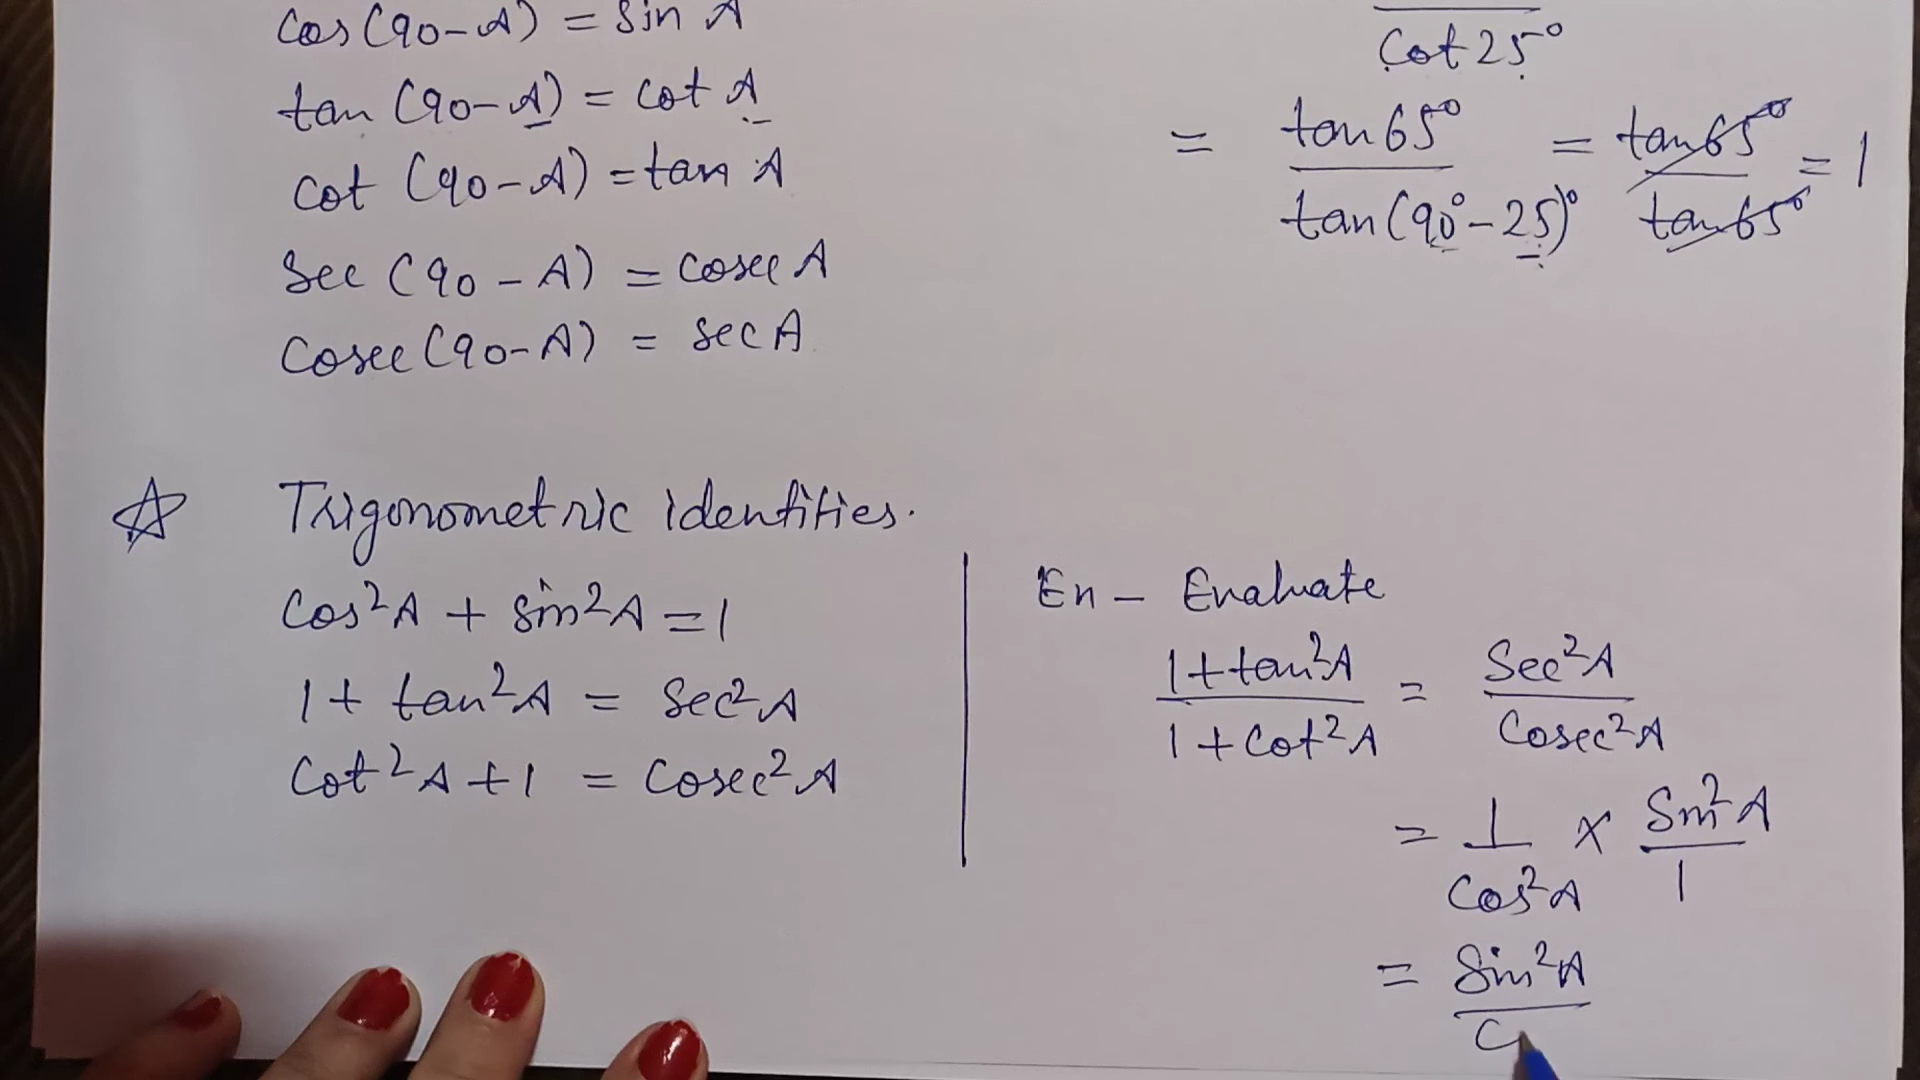 cos (90-A) = Sin A
tan (90-A) = cot A
cot (90-A) = tan A
Sec (90-A) = cosec A
Cosec (90-A) = sec A
Cot 25°
= tan 65° / tan (90°-25)° = tan 65° / tan 65° = 1
☆ Trigonometric identities.
Cos²A + Sin²A = 1
1 + tan²A = Sec²A
Cot²A + 1 = Cosec²A
Ex - Evaluate
1+tan²A / 1+Cot²A = Sec²A / Cosec²A
= 1 / Cos²A × Sin²A / 1
= Sin²A / C